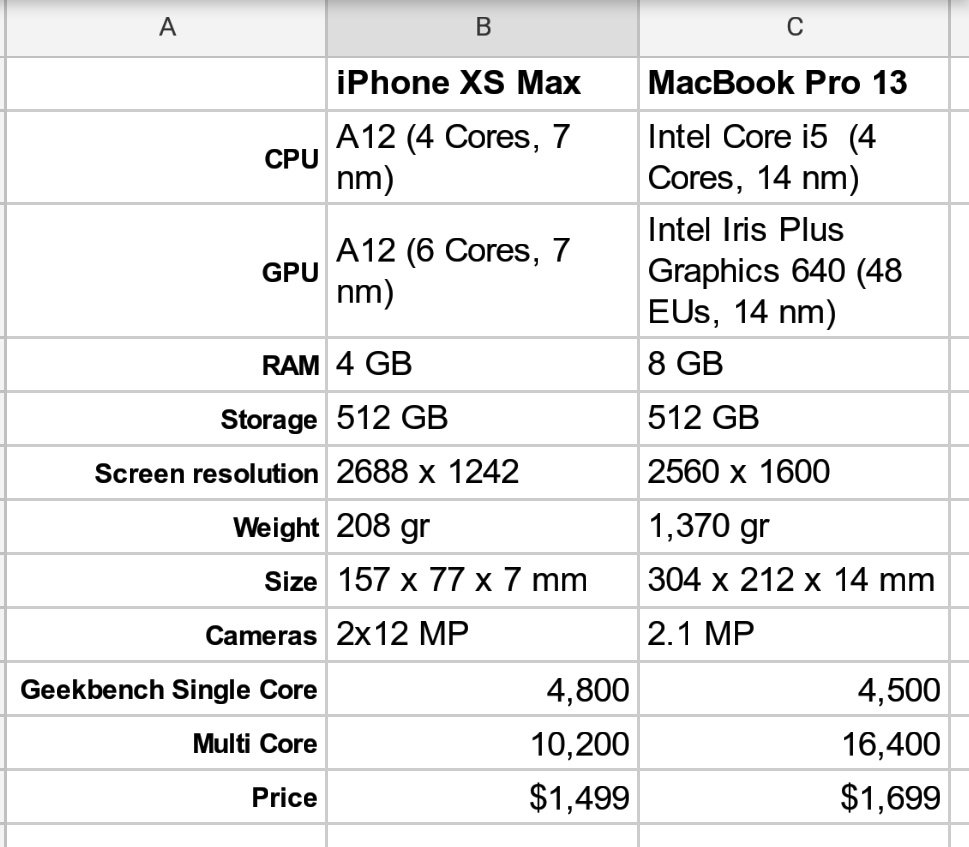 A B C
iPhone XS Max MacBook Pro 13
CPU A12 (4 Cores, 7 nm) Intel Core i5  (4 Cores, 14 nm)
GPU A12 (6 Cores, 7 nm) Intel Iris Plus Graphics 640 (48 EUs, 14 nm)
RAM 4 GB 8 GB
Storage 512 GB 512 GB
Screen resolution 2688 x 1242 2560 x 1600
Weight 208 gr 1,370 gr
Size 157 x 77 x 7 mm 304 x 212 x 14 mm
Cameras 2x12 MP 2.1 MP
Geekbench Single Core 4,800 4,500
Multi Core 10,200 16,400
Price $1,499 $1,699